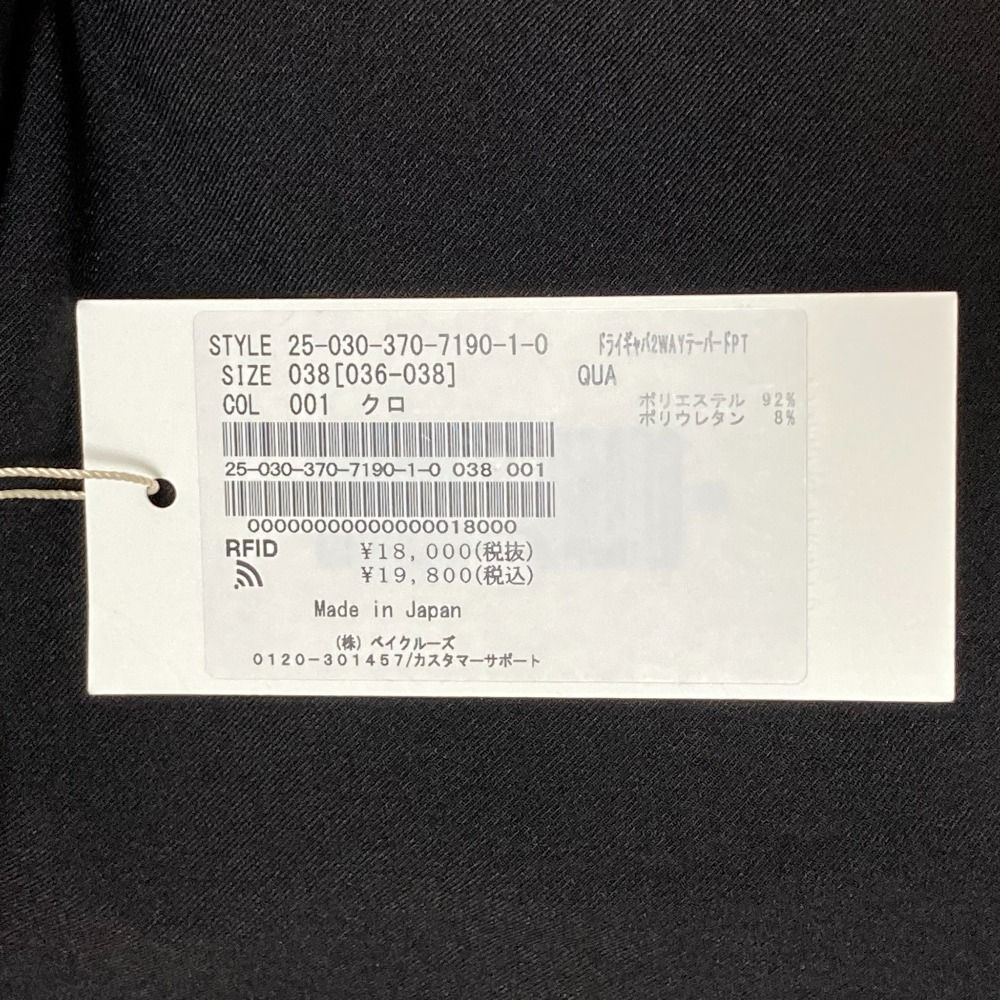 STYLE 25-030-370-7190-1-0 ドライギャバ2WAYテーパードPT
SIZE 038[036-038] QUA
COL 001 クロ
ポリエステル 92%
ポリウレタン 8%
25-030-370-7190-1-0 038 001
00000000000000018000
RFID ¥18,000(税抜)
¥19,800(税込)
Made in Japan
(株) ベイクルーズ
0120-301457/カスタマーサポート